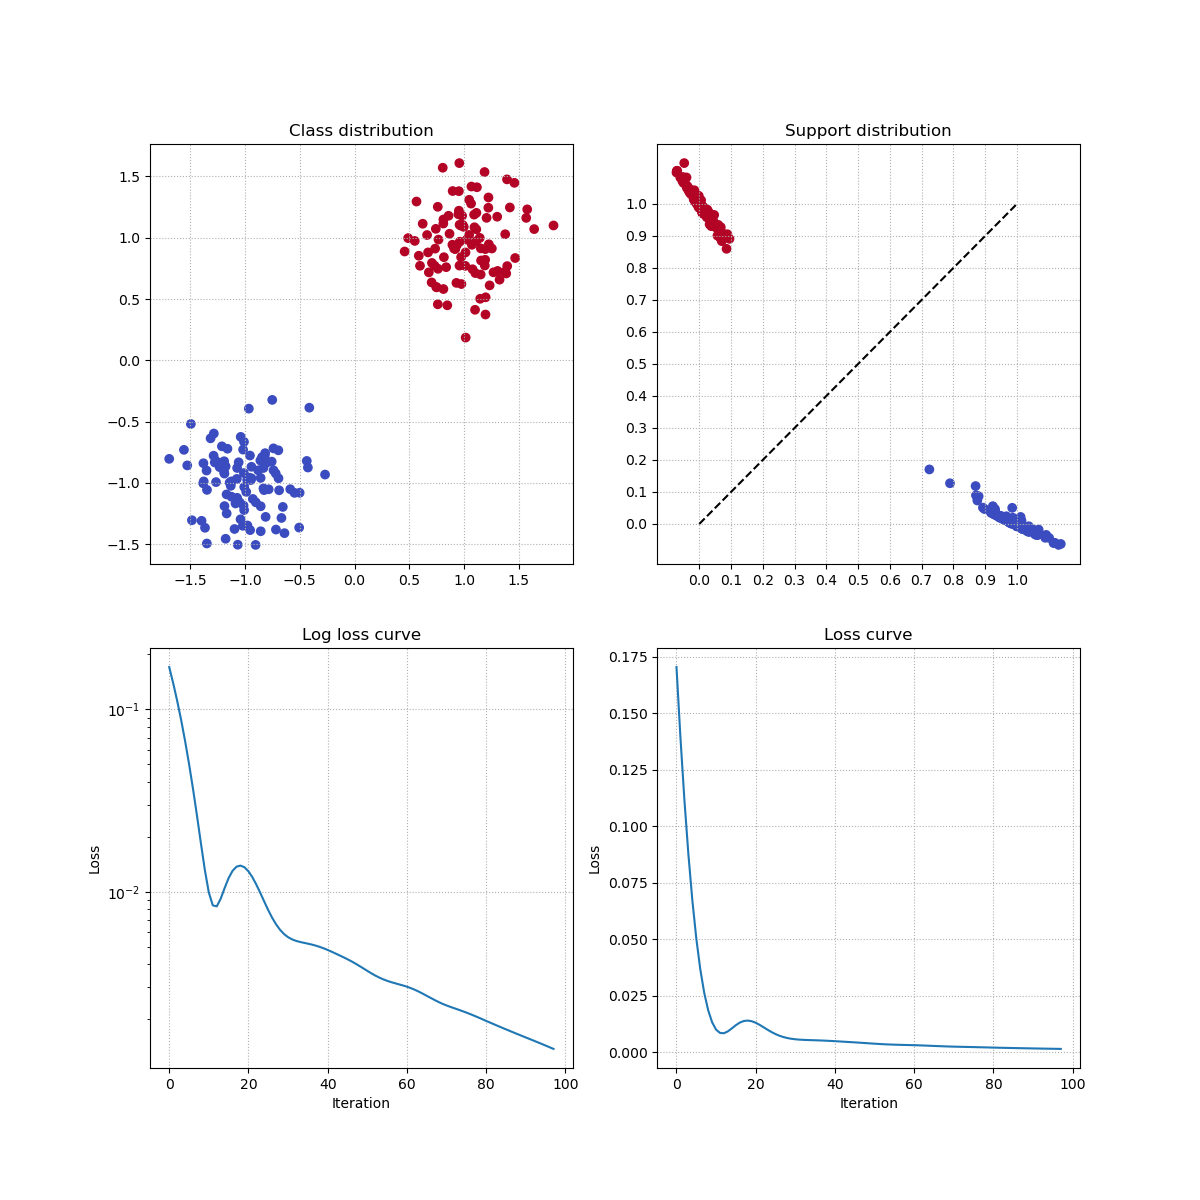 Class distribution
1.5
1.0
0.5
0.0
−0.5
−1.0
−1.5
−1.5 −1.0 −0.5 0.0 0.5 1.0 1.5
Support distribution
1.0
0.9
0.8
0.7
0.6
0.5
0.4
0.3
0.2
0.1
0.0
0.0 0.1 0.2 0.3 0.4 0.5 0.6 0.7 0.8 0.9 1.0
Log loss curve
Loss
10−1
10−2
0 20 40 60 80 100
Iteration
Loss curve
Loss
0.175
0.150
0.125
0.100
0.075
0.050
0.025
0.000
0 20 40 60 80 100
Iteration